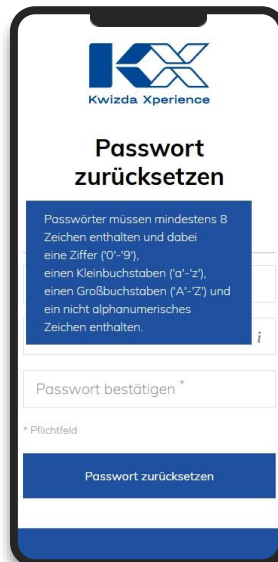 KX
Kwizda Xperience
Passwort
zurücksetzen
Passwörter müssen mindestens 8
Zeichen enthalten und dabei
eine Ziffer ('0'-'9'),
einen Kleinbuchstaben ('a'-'z'),
einen Großbuchstaben ('A'-'Z') und
ein nicht alphanumerisches
Zeichen enthalten.
i
Passwort bestätigen *
* Pflichtfeld
Passwort zurücksetzen